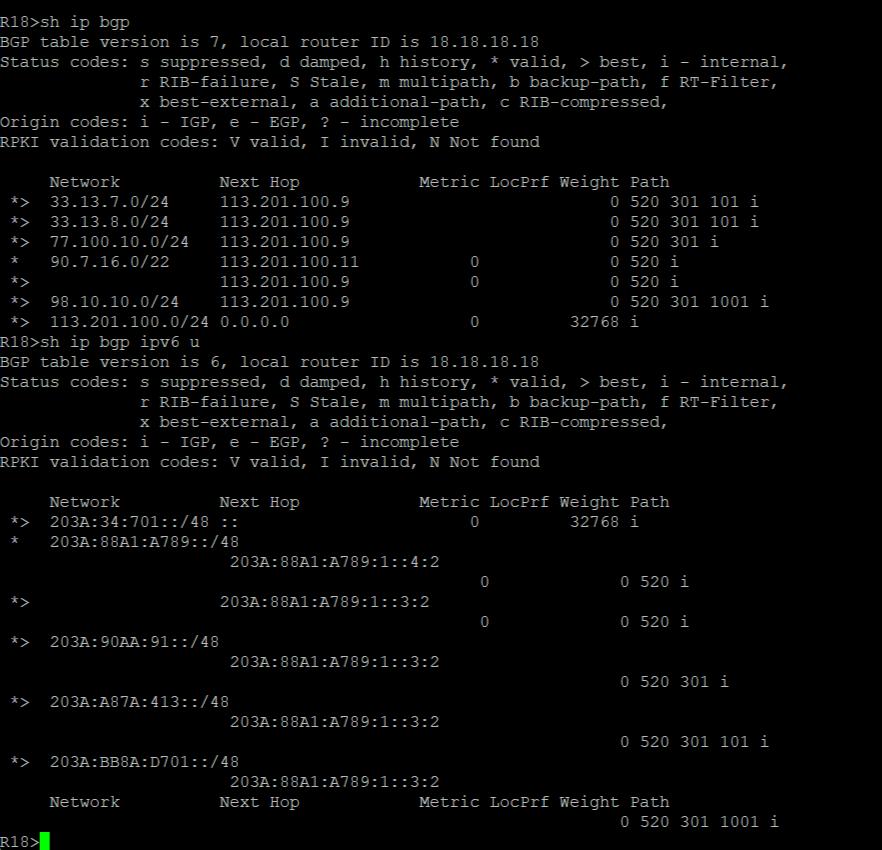 R18>sh ip bgp
BGP table version is 7, local router ID is 18.18.18.18
Status codes: s suppressed, d damped, h history, * valid, > best, i - internal,
              r RIB-failure, S Stale, m multipath, b backup-path, f RT-Filter,
              x best-external, a additional-path, c RIB-compressed,
Origin codes: i - IGP, e - EGP, ? - incomplete
RPKI validation codes: V valid, I invalid, N Not found

     Network          Next Hop            Metric LocPrf Weight Path
 *>  33.13.7.0/24     113.201.100.9                          0 520 301 101 i
 *>  33.13.8.0/24     113.201.100.9                          0 520 301 101 i
 *>  77.100.10.0/24   113.201.100.9                          0 520 301 i
 *   90.7.16.0/22     113.201.100.11           0             0 520 i
 *>                   113.201.100.9            0             0 520 i
 *>  98.10.10.0/24    113.201.100.9                          0 520 301 1001 i
 *>  113.201.100.0/24 0.0.0.0                  0         32768 i
R18>sh ip bgp ipv6 u
BGP table version is 6, local router ID is 18.18.18.18
Status codes: s suppressed, d damped, h history, * valid, > best, i - internal,
              r RIB-failure, S Stale, m multipath, b backup-path, f RT-Filter,
              x best-external, a additional-path, c RIB-compressed,
Origin codes: i - IGP, e - EGP, ? - incomplete
RPKI validation codes: V valid, I invalid, N Not found

     Network          Next Hop            Metric LocPrf Weight Path
 *>  203A:34:701::/48 ::                       0         32768 i
 *   203A:88A1:A789::/48
                       203A:88A1:A789:1::4:2
                                                0             0 520 i
 *>                   203A:88A1:A789:1::3:2
                                                0             0 520 i
 *>  203A:90AA:91::/48
                       203A:88A1:A789:1::3:2
                                                              0 520 301 i
 *>  203A:A87A:413::/48
                       203A:88A1:A789:1::3:2
                                                              0 520 301 101 i
 *>  203A:BB8A:D701::/48
                       203A:88A1:A789:1::3:2
     Network          Next Hop            Metric LocPrf Weight Path
                                                              0 520 301 1001 i
R18>